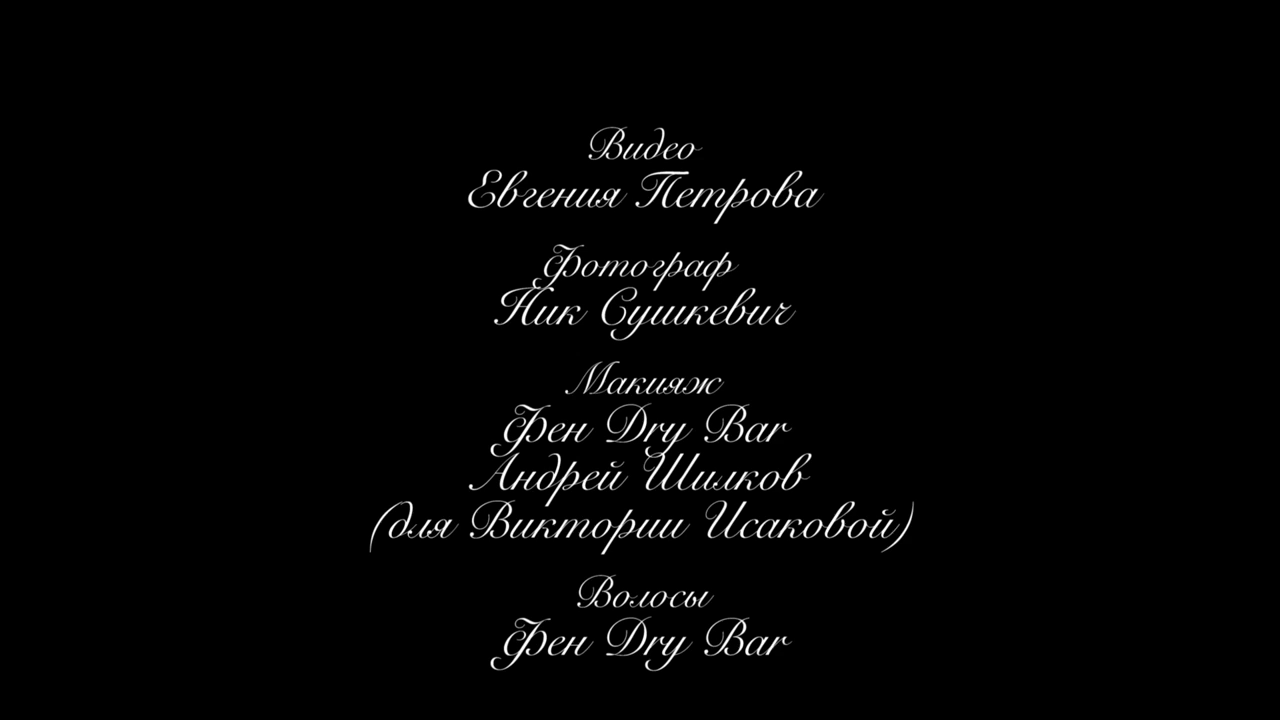 Видео
Евгения Петрова
Фотограф
Ник Сушкевич
Макияж
Фен Dry Bar
Андрей Шилков
(для Виктории Исаковой)
Волосы
Фен Dry Bar